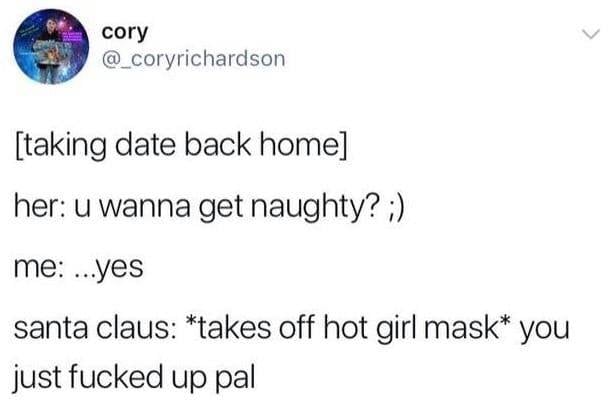 cory
@_coryrichardson
[taking date back home]
her: u wanna get naughty? ;)
me: ...yes
santa claus: *takes off hot girl mask* you
just fucked up pal